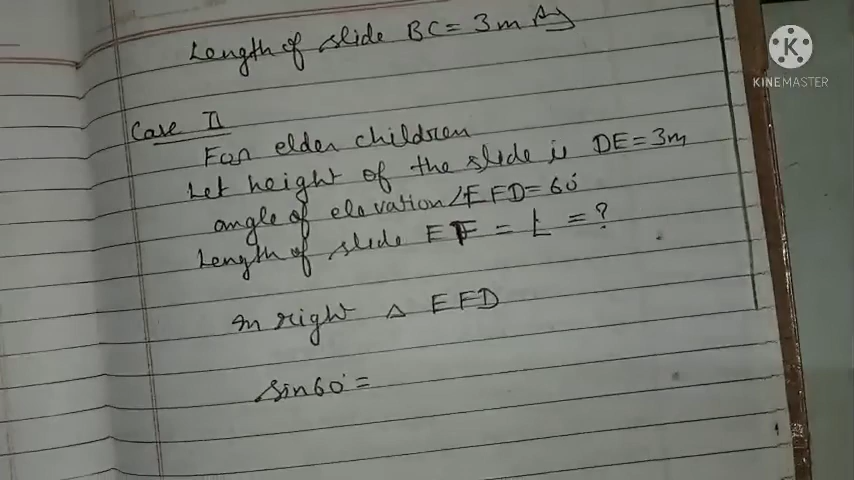 Length of slide BC = 3m Ans
KINEMASTER
Case II
For elder children
Let height of the slide is DE = 3m
angle of elevation ∠EFD = 60°
Length of slide EF = L = ?
In right △ EFD
Sin60° =